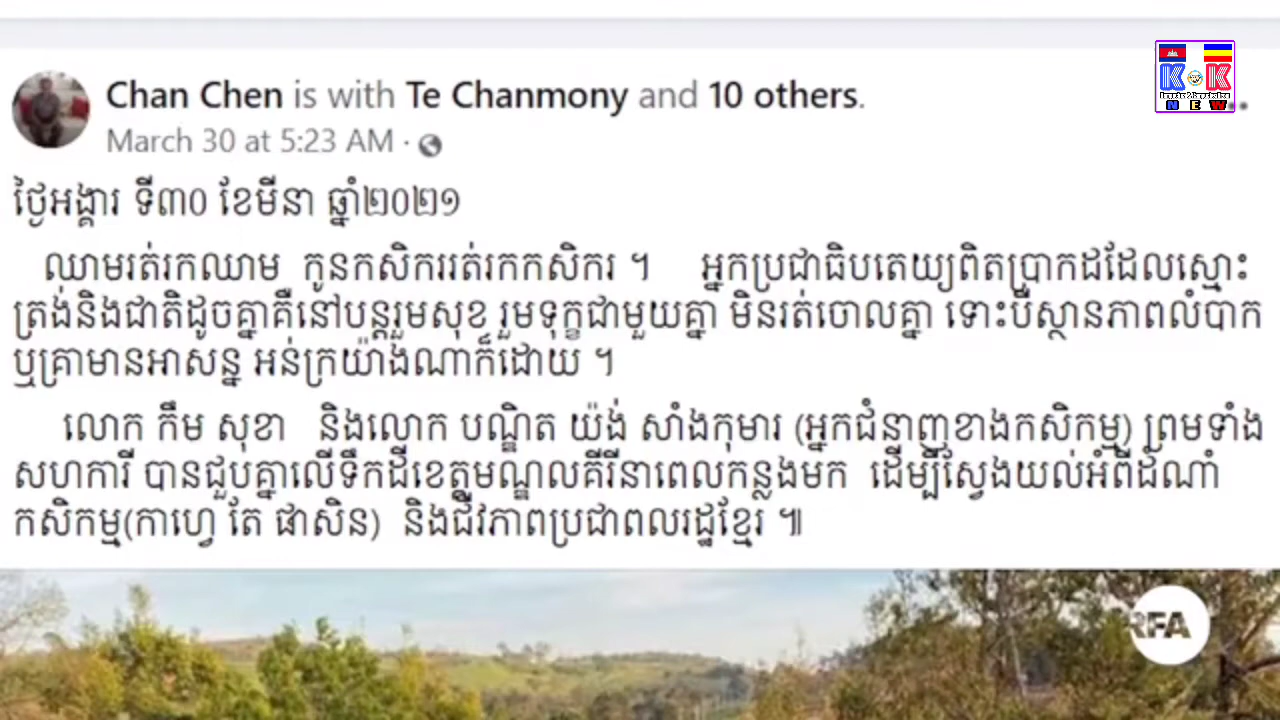 Chan Chen is with Te Chanmony and 10 others.
March 30 at 5:23 AM ·
ថ្ងៃអង្គារ ទី៣០ ខែមីនា ឆ្នាំ២០២១
ឈាមរត់រកឈាម កូនកសិកររត់រកកសិករ ។ អ្នកប្រជាធិបតេយ្យពិតប្រាកដដែលស្មោះ
ត្រង់និងជាតិដូចគ្នាគឺនៅបន្តរួមសុខ រួមទុក្ខជាមួយគ្នា មិនរត់ចោលគ្នា ទោះបីស្ថានភាពលំបាក
ឬគ្រាមានអាសន្ន អន់ក្រយ៉ាងណាក៏ដោយ ។
លោក កឹម សុខា និងលោក បណ្ឌិត យ៉ង់ សាំងកុមារ (អ្នកជំនាញខាងកសិកម្ម) ព្រមទាំង
សហការី បានជួបគ្នាលើទឹកដីខេត្តមណ្ឌលគីរីនាពេលកន្លងមក ដើម្បីស្វែងយល់អំពីដំណាំ
កសិកម្ម(កាហ្វេ តែ ផាសិន) និងជីវភាពប្រជាពលរដ្ឋខ្មែរ ៕
K K
NEW
RFA